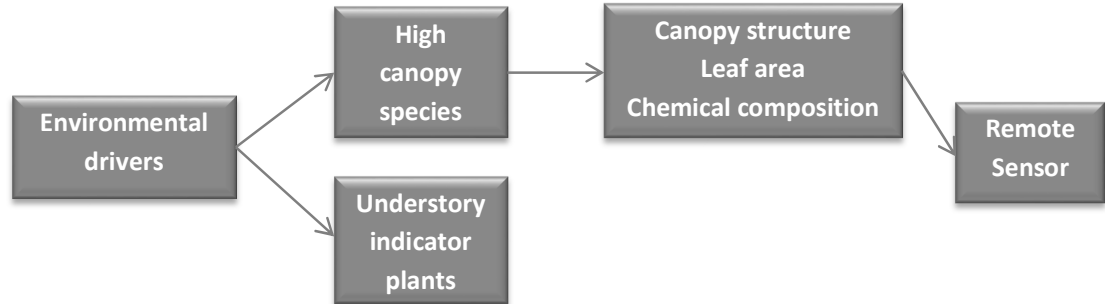 Environmental
drivers
High
canopy
species
Understory
indicator
plants
Canopy structure
Leaf area
Chemical composition
Remote
Sensor